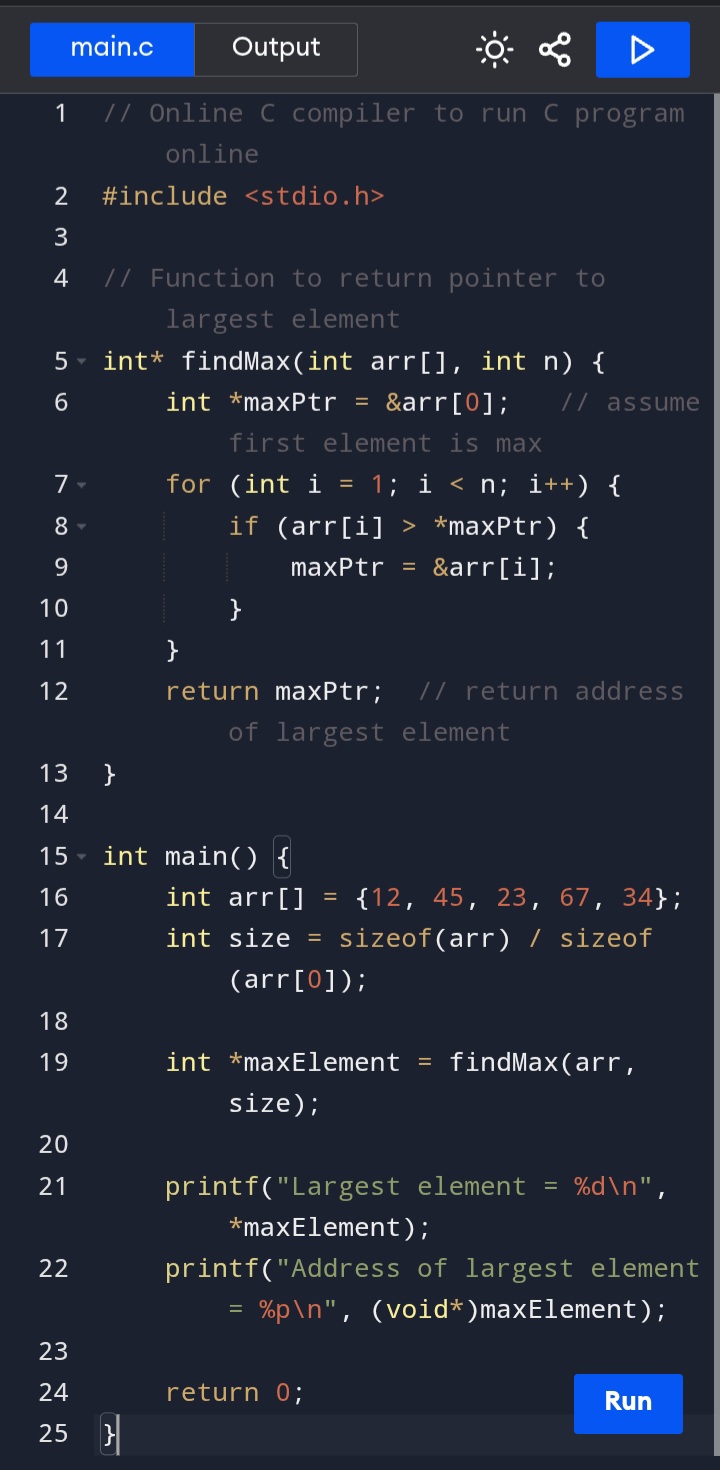 main.c Output
1 // Online C compiler to run C program
online
2 #include <stdio.h>
3
4 // Function to return pointer to
largest element
5 int* findMax(int arr[], int n) {
6 int *maxPtr = &arr[0]; // assume
first element is max
7 for (int i = 1; i < n; i++) {
8 if (arr[i] > *maxPtr) {
9 maxPtr = &arr[i];
10 }
11 }
12 return maxPtr; // return address
of largest element
13 }
14
15 int main() {
16 int arr[] = {12, 45, 23, 67, 34};
17 int size = sizeof(arr) / sizeof
(arr[0]);
18
19 int *maxElement = findMax(arr,
size);
20
21 printf("Largest element = %d\n",
*maxElement);
22 printf("Address of largest element
= %p\n", (void*)maxElement);
23
24 return 0;
Run
25 }